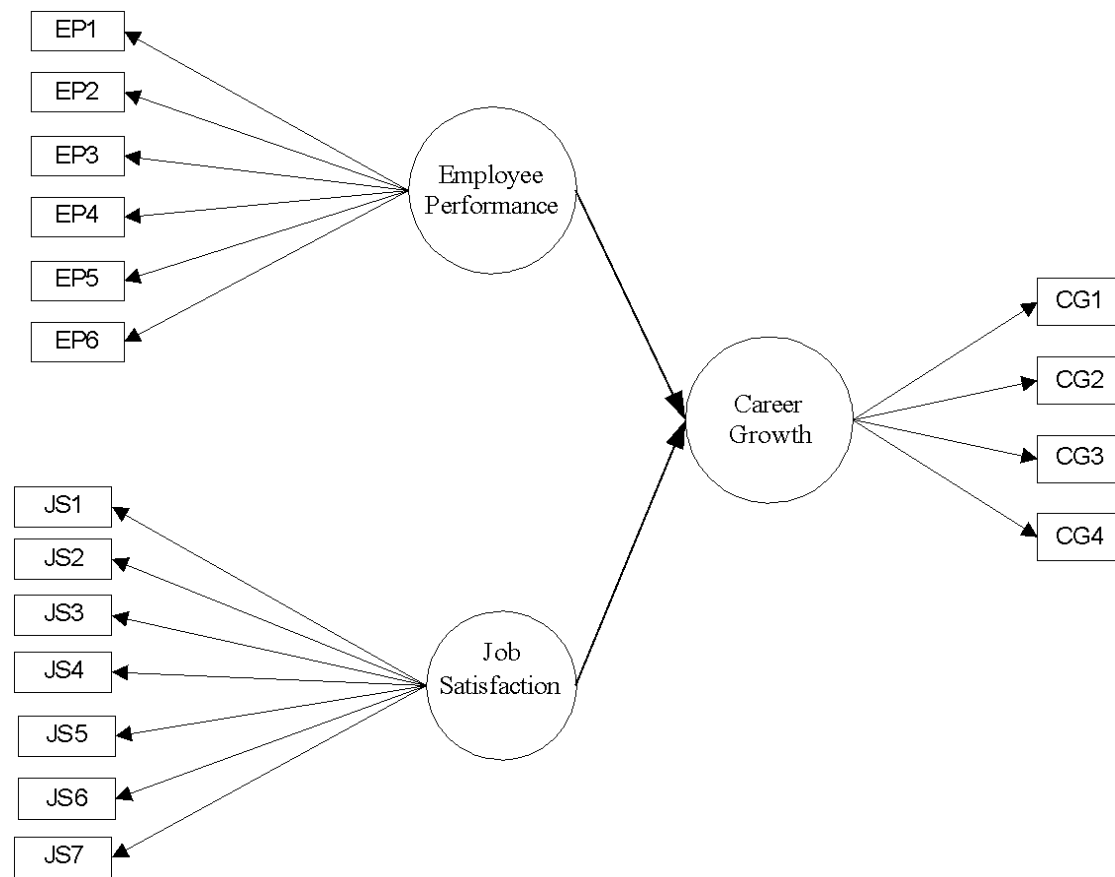 EP1
EP2
EP3
EP4
EP5
EP6
Employee
Performance
CG1
CG2
CG3
CG4
Career
Growth
JS1
JS2
JS3
JS4
JS5
JS6
JS7
Job
Satisfaction